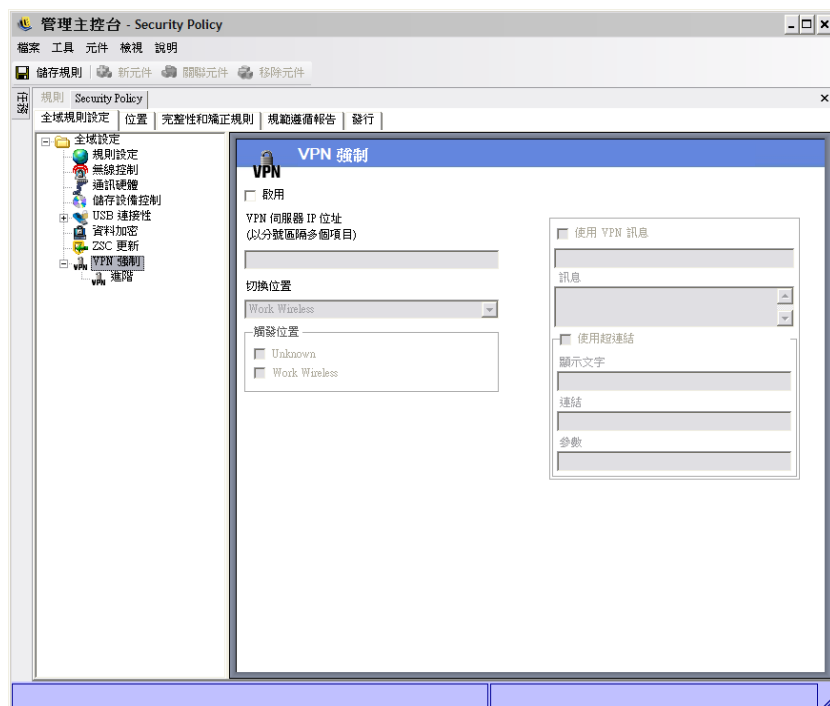 管理主控台 - Security Policy
檔案 工具 元件 檢視 說明
儲存規則 新元件 關聯元件 移除元件
工作
規則 Security Policy
全域規則設定 位置 完整性和矯正規則 規範遵循報告 發行
全域設定
規則設定
無線控制
通訊硬體
儲存設備控制
USB 連接性
資料加密
ZSC 更新
VPN 強制
進階
VPN
VPN 強制
啟用
VPN 伺服器 IP 位址
(以分號區隔多個項目)
切換位置
Work Wireless
觸發位置
Unknown
Work Wireless
使用 VPN 訊息
訊息
使用超連結
顯示文字
連結
參數